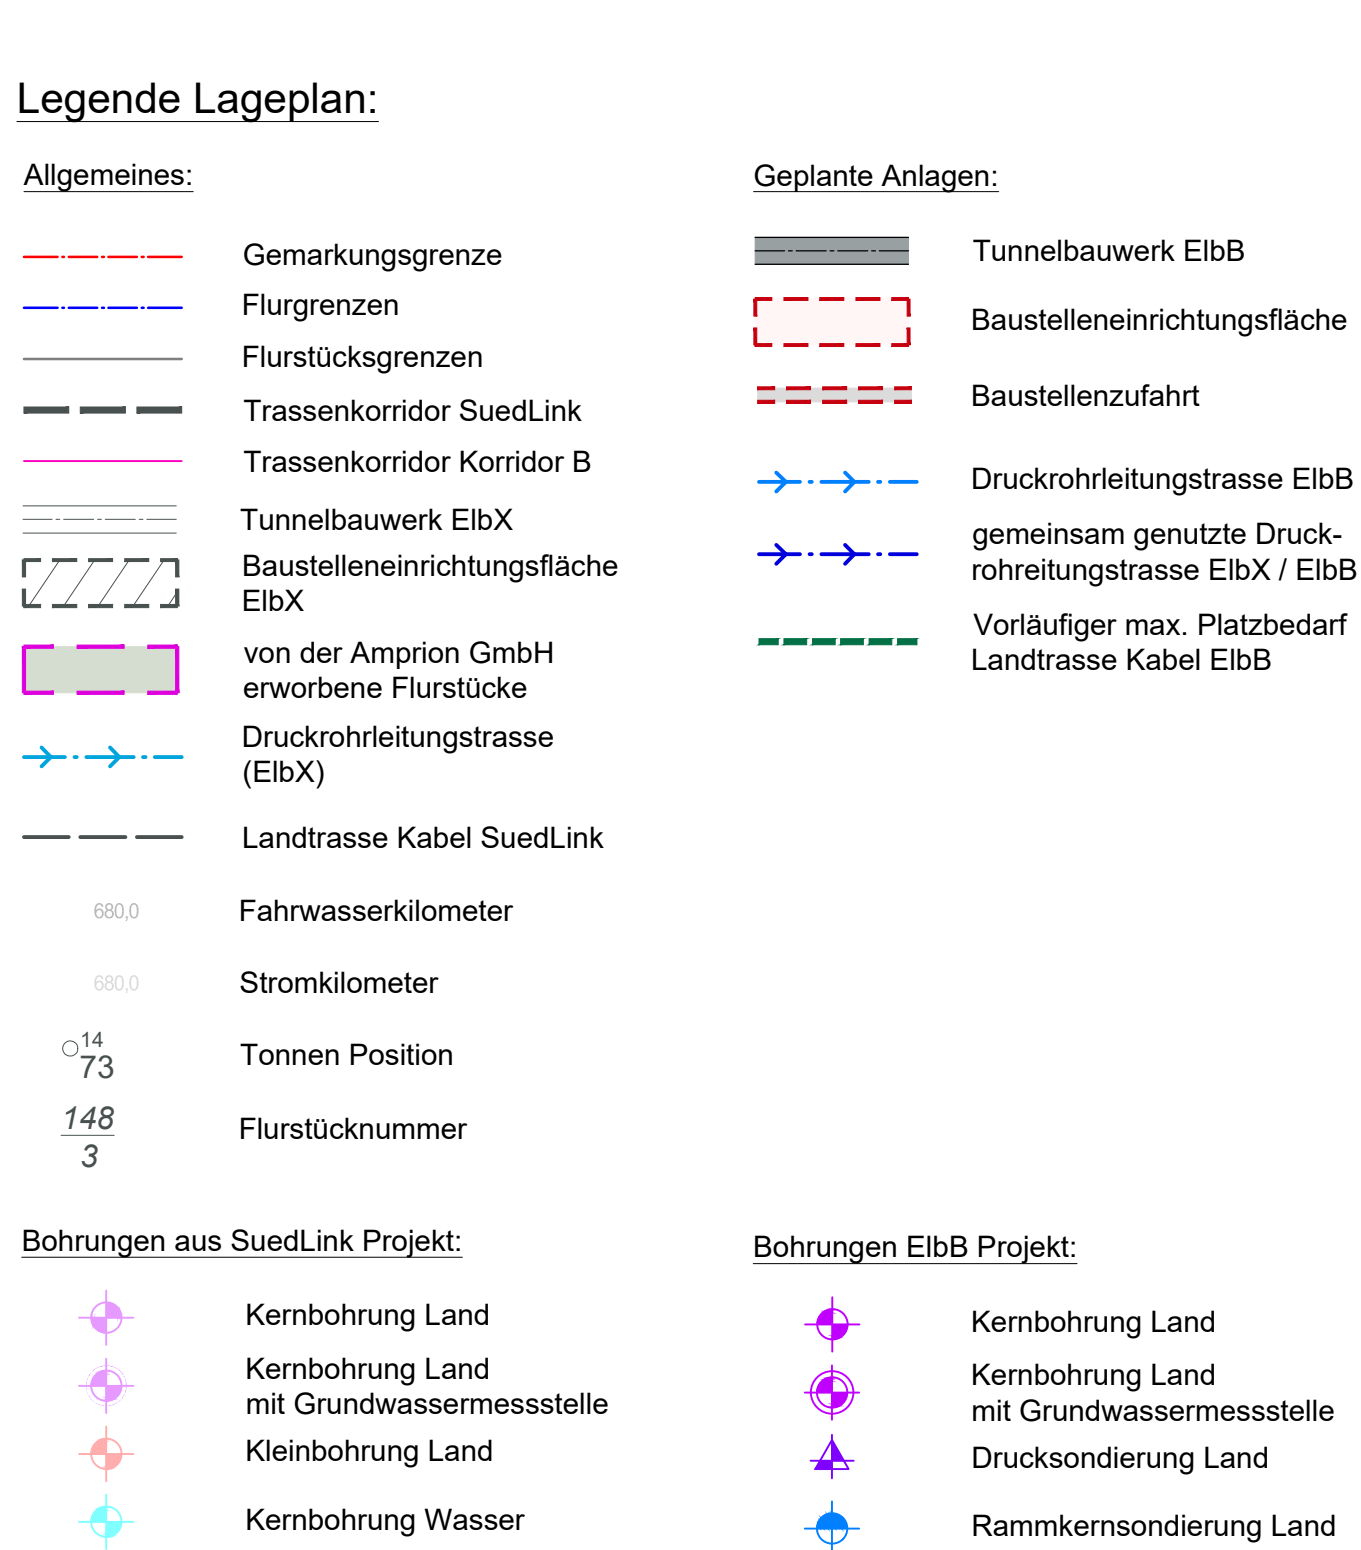 Legende Lageplan:
Allgemeines:
Gemarkungsgrenze
Flurgrenzen
Flurstücksgrenzen
Trassenkorridor SuedLink
Trassenkorridor Korridor B
Tunnelbauwerk ElbX
Baustelleneinrichtungsfläche
ElbX
von der Amprion GmbH
erworbene Flurstücke
Druckrohrleitungstrasse
(ElbX)
Landtrasse Kabel SuedLink
680,0 Fahrwasserkilometer
680,0 Stromkilometer
14
73 Tonnen Position
148
3 Flurstücknummer
Geplante Anlagen:
Tunnelbauwerk ElbB
Baustelleneinrichtungsfläche
Baustellenzufahrt
Druckrohrleitungstrasse ElbB
gemeinsam genutzte Druck-
rohreitungstrasse ElbX / ElbB
Vorläufiger max. Platzbedarf
Landtrasse Kabel ElbB
Bohrungen aus SuedLink Projekt:
Kernbohrung Land
Kernbohrung Land
mit Grundwassermessstelle
Kleinbohrung Land
Kernbohrung Wasser
Bohrungen ElbB Projekt:
Kernbohrung Land
Kernbohrung Land
mit Grundwassermessstelle
Drucksondierung Land
Rammkernsondierung Land